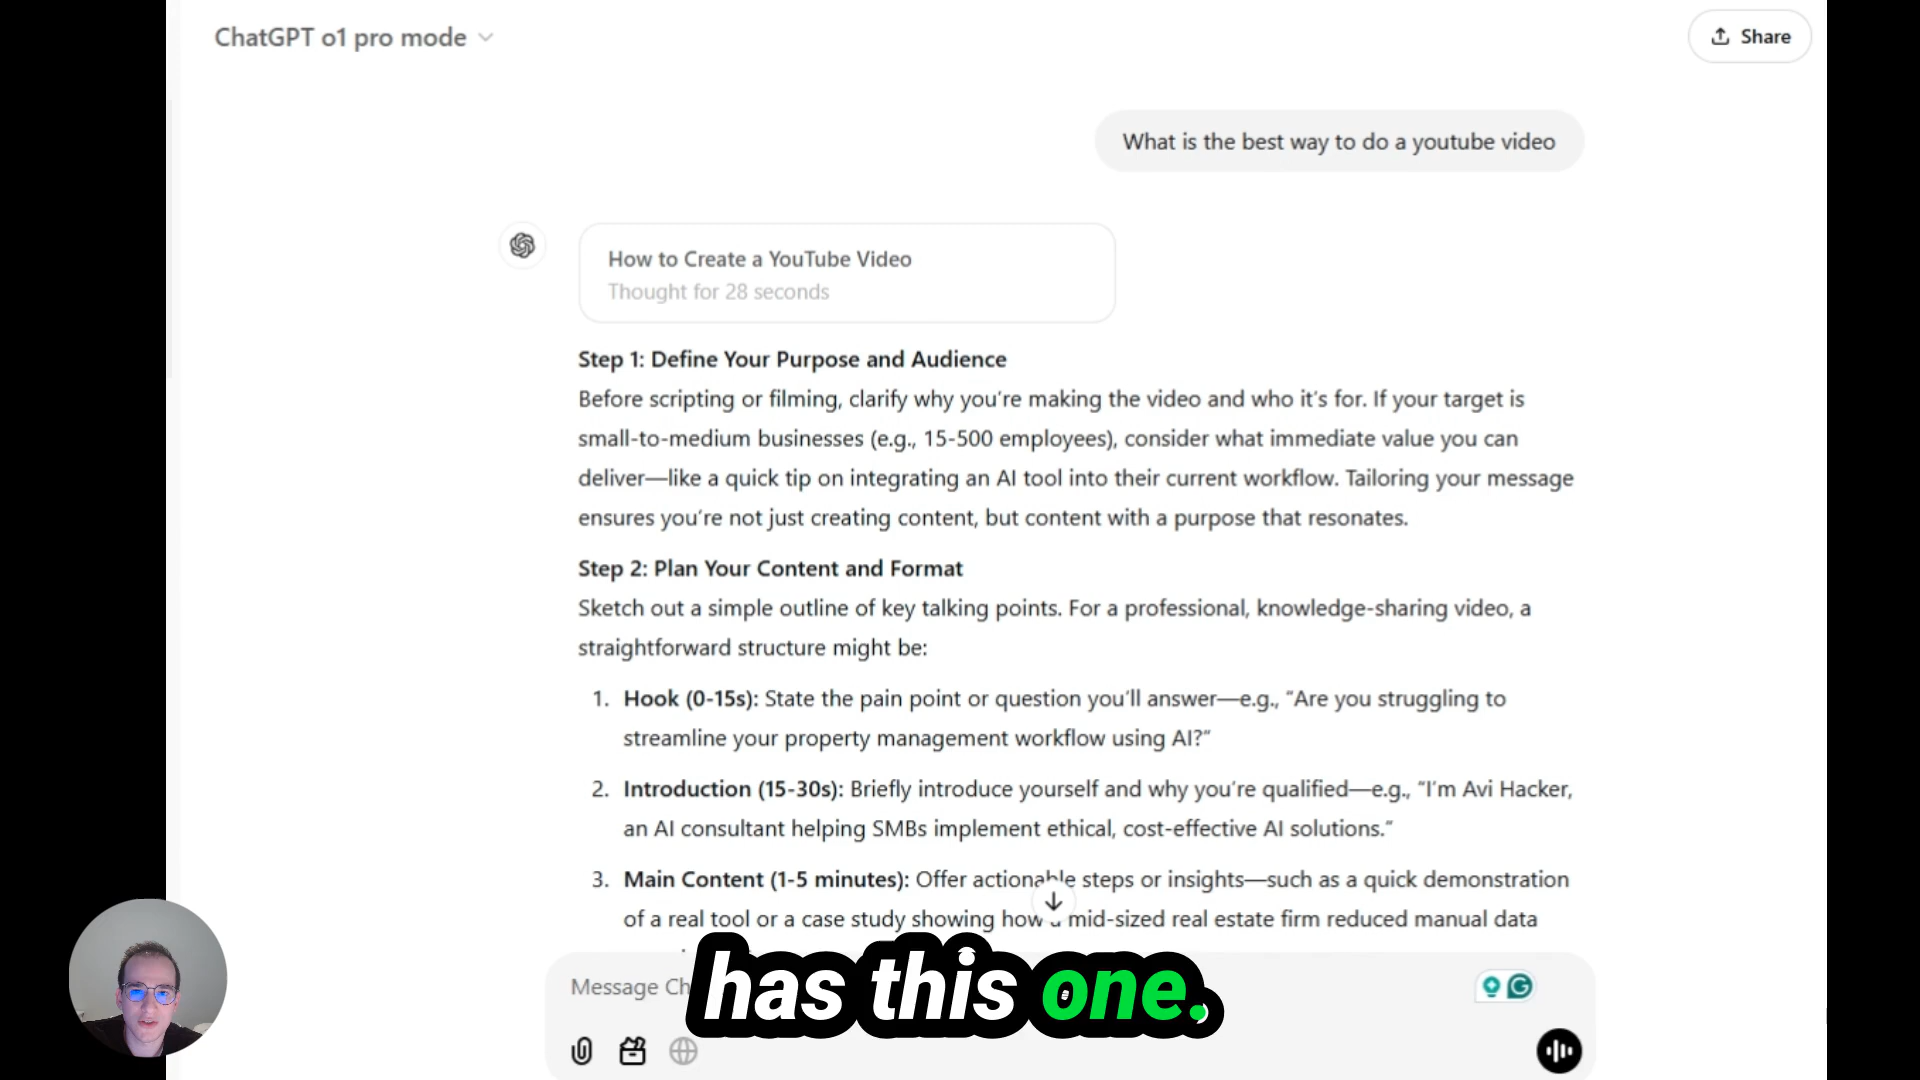 ChatGPT o1 pro mode
Share
What is the best way to do a youtube video
How to Create a YouTube Video
Thought for 28 seconds
Step 1: Define Your Purpose and Audience
Before scripting or filming, clarify why you're making the video and who it's for. If your target is
small-to-medium businesses (e.g., 15-500 employees), consider what immediate value you can
deliver—like a quick tip on integrating an AI tool into their current workflow. Tailoring your message
ensures you're not just creating content, but content with a purpose that resonates.
Step 2: Plan Your Content and Format
Sketch out a simple outline of key talking points. For a professional, knowledge-sharing video, a
straightforward structure might be:
1. Hook (0-15s): State the pain point or question you'll answer—e.g., "Are you struggling to
streamline your property management workflow using AI?"
2. Introduction (15-30s): Briefly introduce yourself and why you're qualified—e.g., "I'm Avi Hacker,
an AI consultant helping SMBs implement ethical, cost-effective AI solutions."
3. Main Content (1-5 minutes): Offer actionable steps or insights—such as a quick demonstration
of a real tool or a case study showing how a mid-sized real estate firm reduced manual data
Message Ch
has this one.